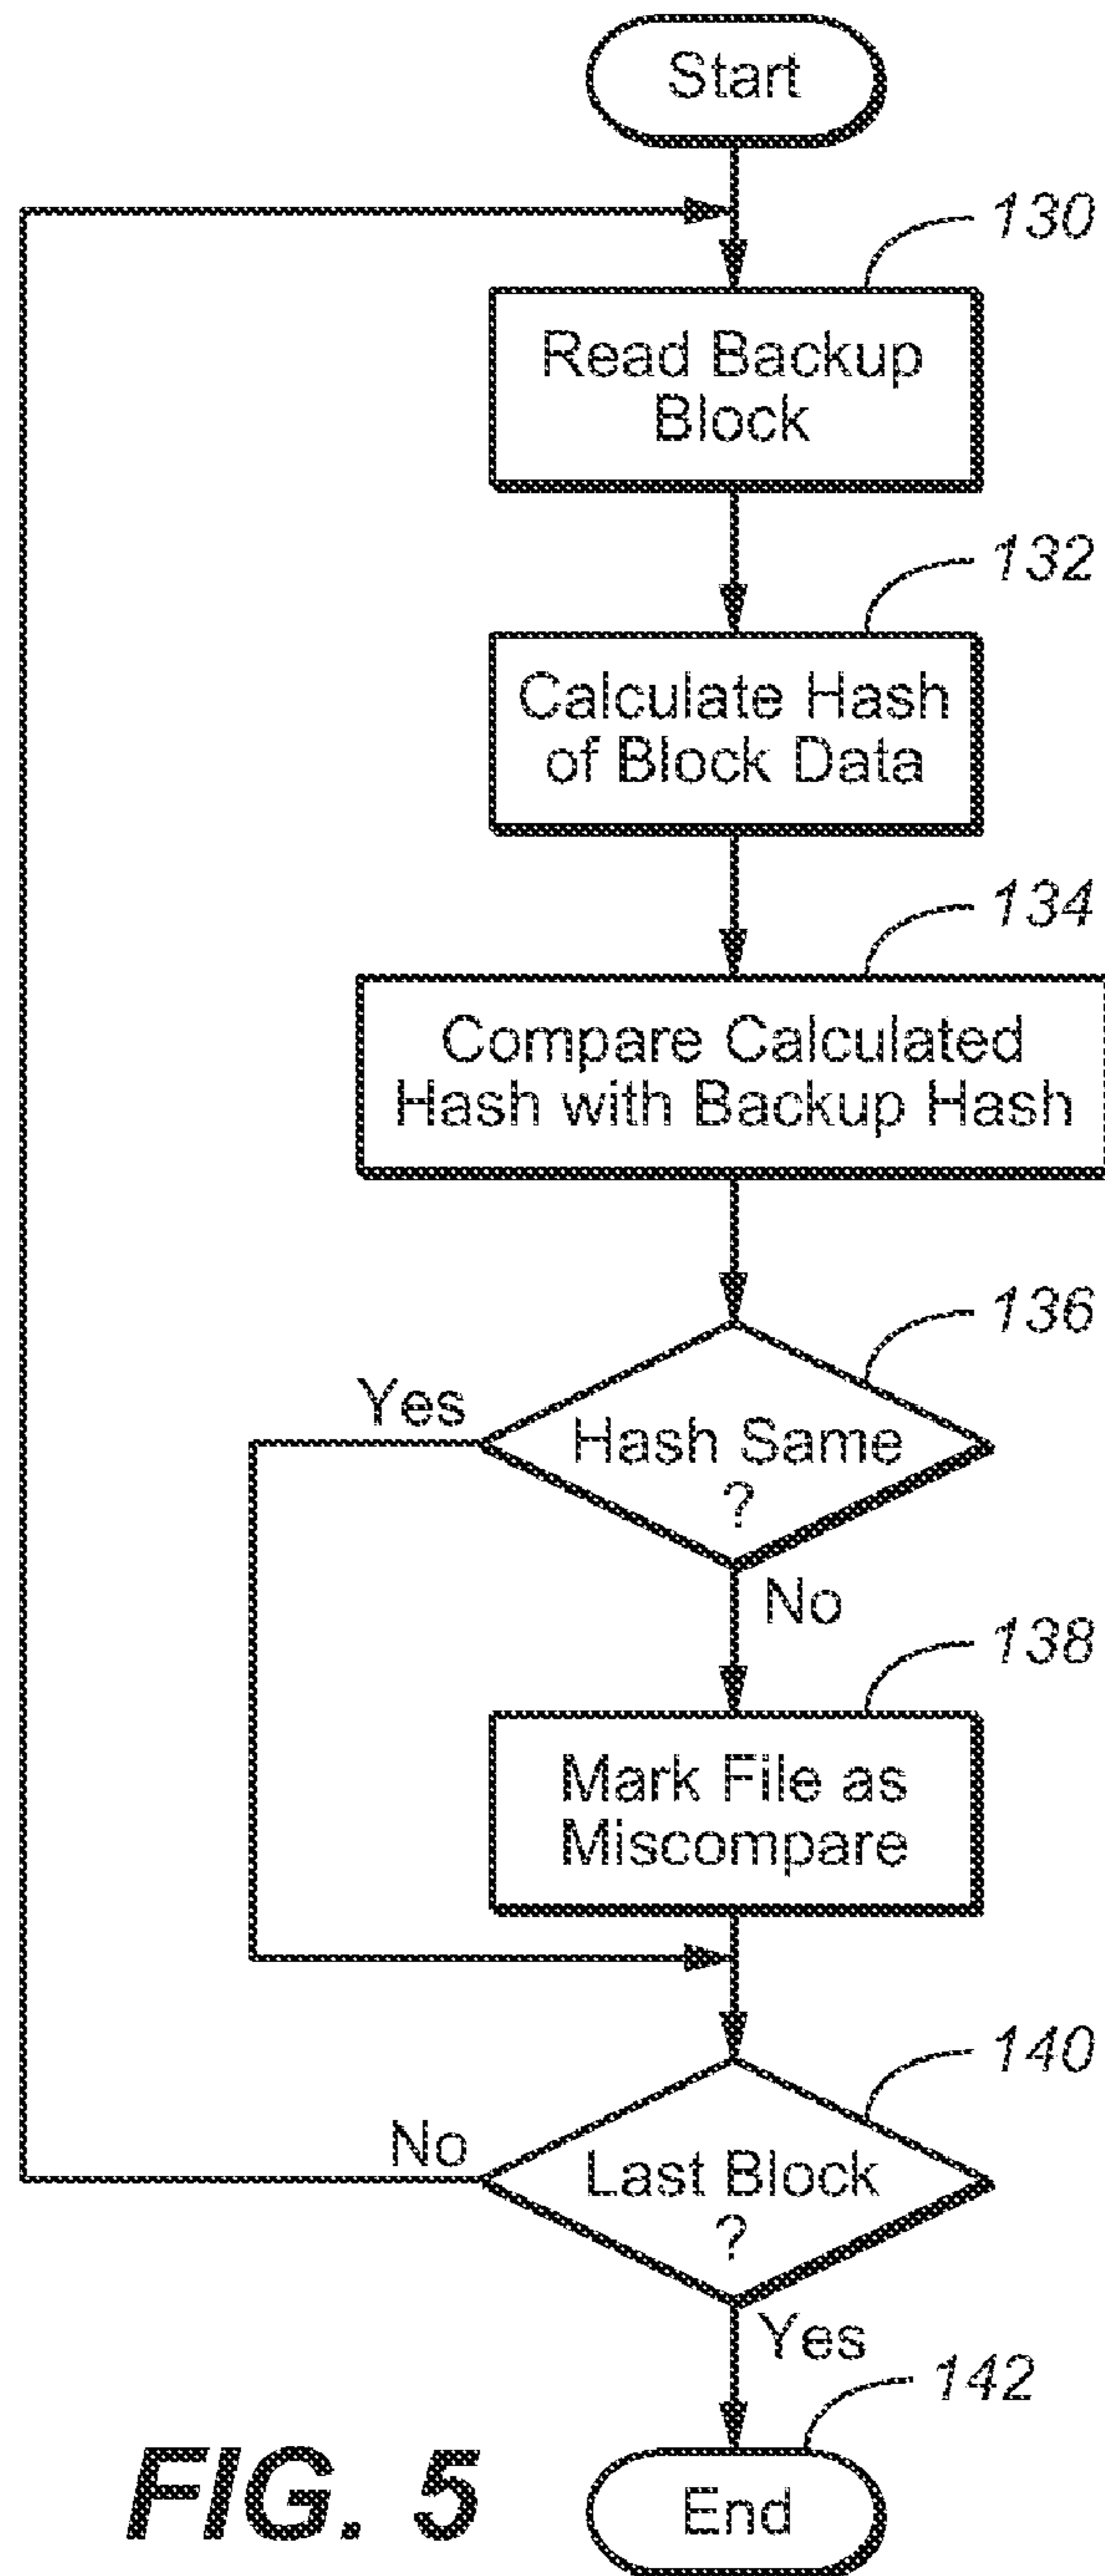 Start
130
Read Backup
Block
132
Calculate Hash
of Block Data
134
Compare Calculated
Hash with Backup Hash
136
Yes
Hash Same
?
No
138
Mark File as
Miscompare
140
No
Last Block
?
Yes
142
End
FIG. 5